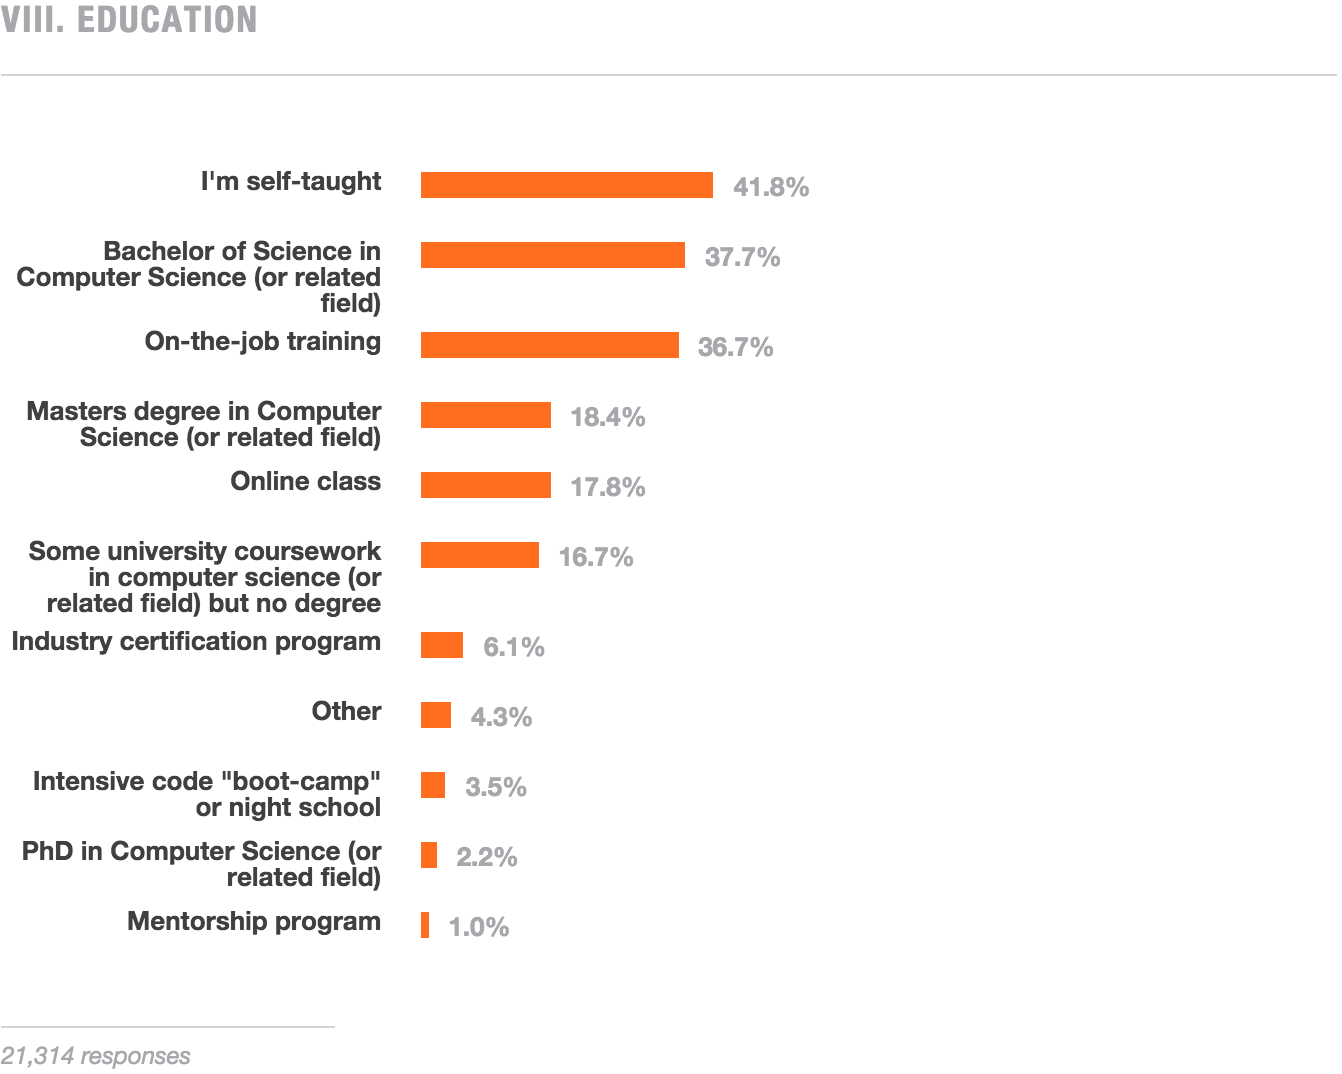 VIII. EDUCATION
I'm self-taught
41.8%
Bachelor of Science in
Computer Science (or related
field)
37.7%
On-the-job training
36.7%
Masters degree in Computer
Science (or related field)
18.4%
Online class
17.8%
Some university coursework
in computer science (or
related field) but no degree
16.7%
Industry certification program
6.1%
Other
4.3%
Intensive code "boot-camp"
or night school
3.5%
PhD in Computer Science (or
related field)
2.2%
Mentorship program
1.0%
21,314 responses